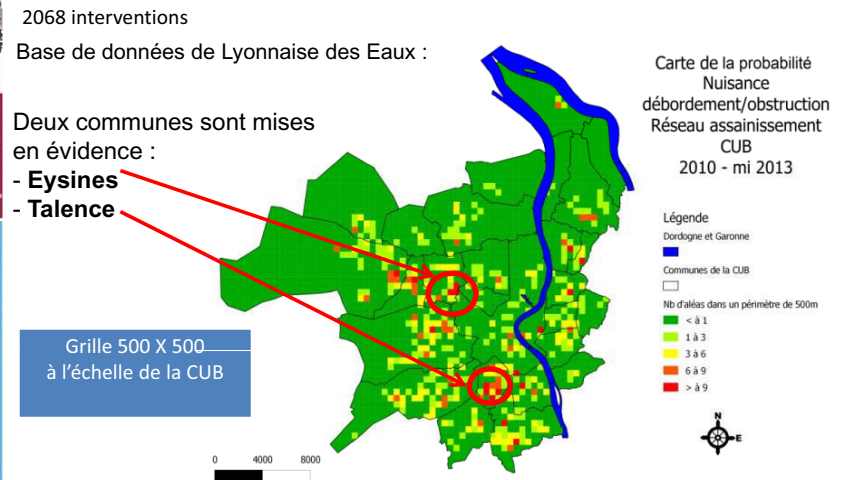 2068 interventions
Base de données de Lyonnaise des Eaux :
Deux communes sont mises
en évidence :
- Eysines
- Talence
Grille 500 X 500
à l’échelle de la CUB
0 4000 8000
Carte de la probabilité
Nuisance
débordement/obstruction
Réseau assainissement
CUB
2010 - mi 2013
Légende
Dordogne et Garonne
Communes de la CUB
Nb d'aléas dans un périmètre de 500m
< à 1
1 à 3
3 à 6
6 à 9
> à 9
N
E